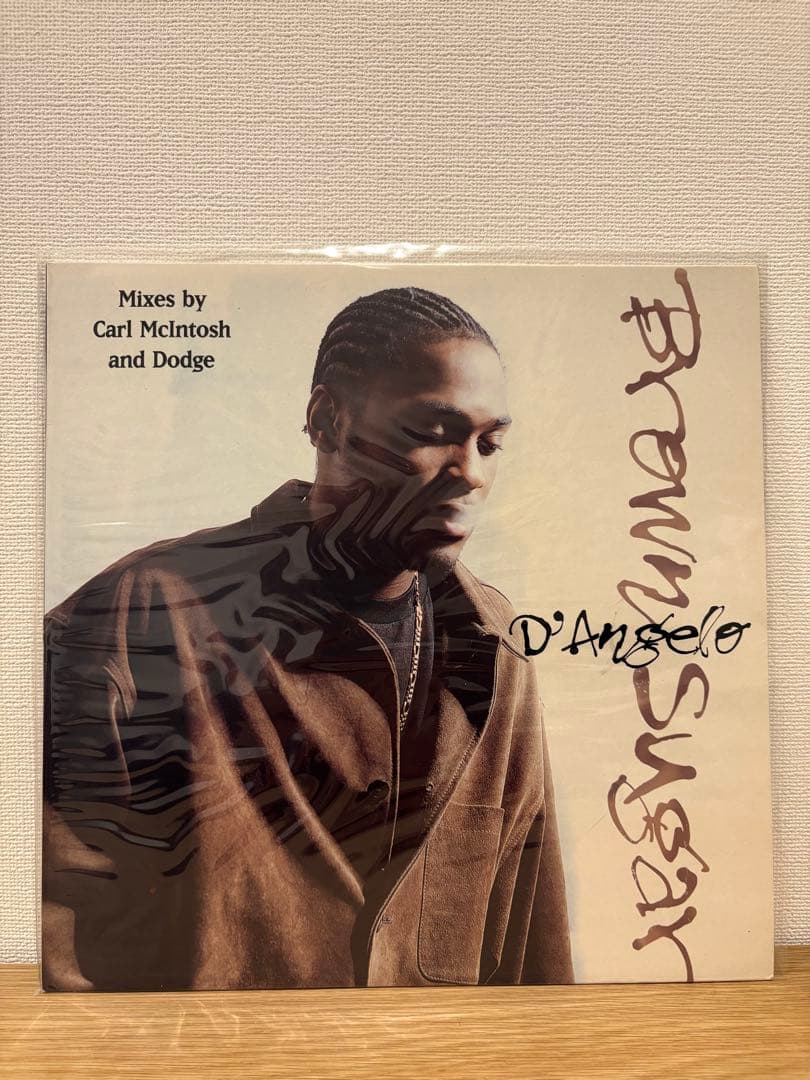 Mixes by
Carl McIntosh
and Dodge
Brown Sugar
D'Angelo